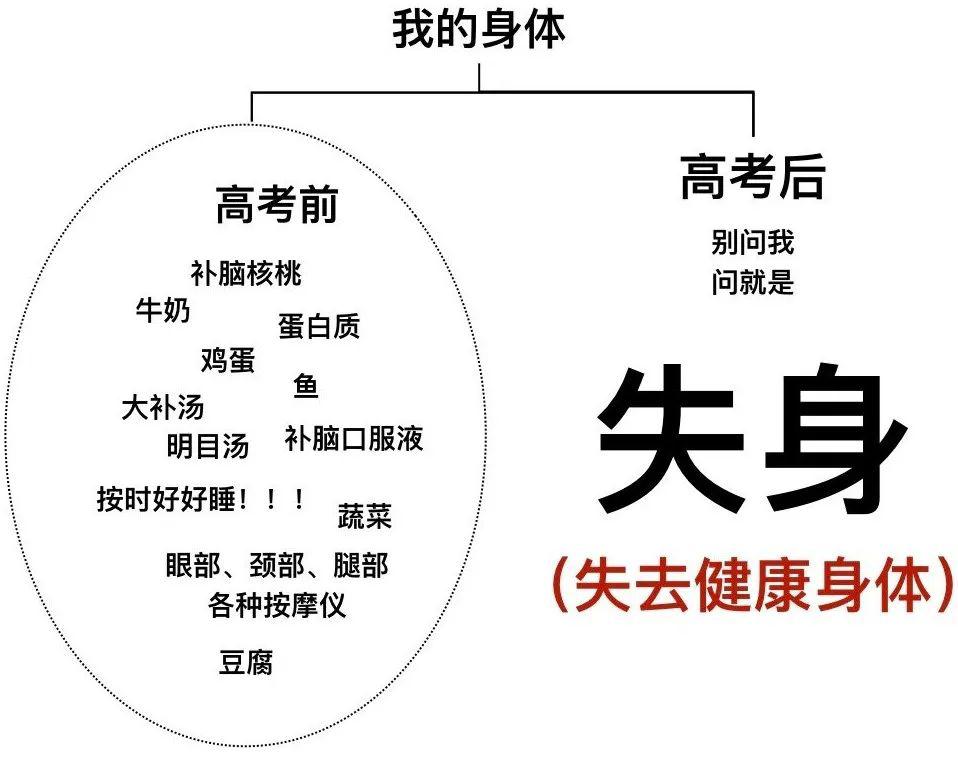 我的身体
高考前
补脑核桃
牛奶
蛋白质
鸡蛋
鱼
大补汤
明目汤
补脑口服液
按时好好睡！！！
蔬菜
眼部、颈部、腿部
各种按摩仪
豆腐
高考后
别问我
问就是
失身
（失去健康身体）